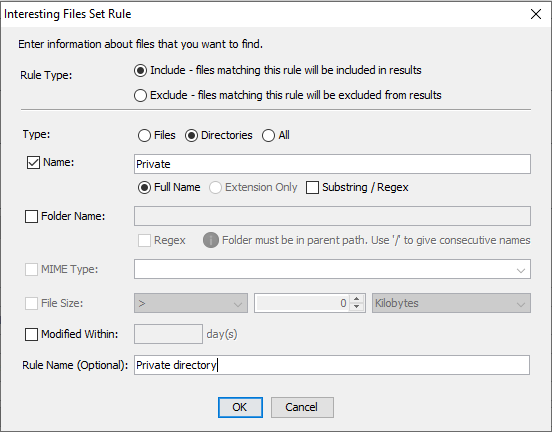 Interesting Files Set Rule
Enter information about files that you want to find.
Rule Type: Include - files matching this rule will be included in results
Exclude - files matching this rule will be excluded from results
Type: Files Directories All
Name: Private
Full Name Extension Only Substring / Regex
Folder Name:
Regex Folder must be in parent path. Use '/' to give consecutive names
MIME Type:
File Size: > 0 Kilobytes
Modified Within: day(s)
Rule Name (Optional): Private directory
OK Cancel